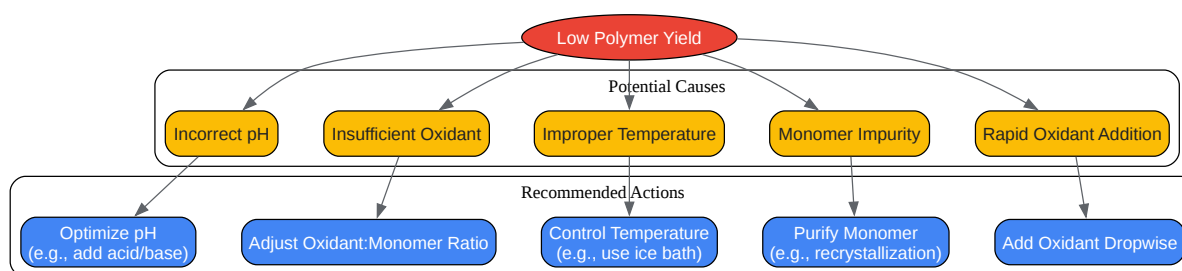 Low Polymer Yield
Potential Causes
Incorrect pH
Insufficient Oxidant
Improper Temperature
Monomer Impurity
Rapid Oxidant Addition
Recommended Actions
Optimize pH
(e.g., add acid/base)
Adjust Oxidant:Monomer Ratio
Control Temperature
(e.g., use ice bath)
Purify Monomer
(e.g., recrystallization)
Add Oxidant Dropwise